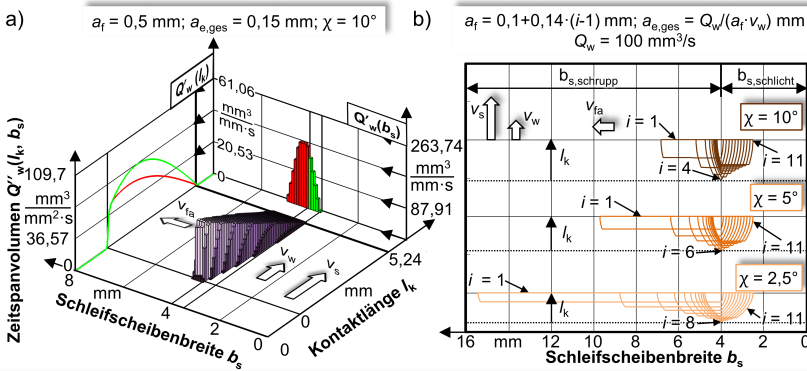 a)
a_f = 0,5 mm; a_e,ges = 0,15 mm; χ = 10°
Zeitspanvolumen Q''_w(l_k, b_s)
109,7
mm³
mm²·s
36,57
0
Q'_w(l_k)
61,06
mm³
mm·s
20,53
0
Q'_w(b_s)
263,74
mm³
mm·s
87,91
v_fa
v_w
v_s
8
mm
4
2
0
Schleifscheibenbreite b_s
0
mm
5,24
Kontaktlänge l_k
b)
a_f = 0,1+0,14·(i-1) mm; a_e,ges = Q_w/(a_f·v_w) mm
Q_w = 100 mm³/s
b_s,schrupp
b_s,schlicht
v_s
v_w
v_fa
i = 1
χ = 10°
l_k
i = 4
i = 11
i = 1
χ = 5°
l_k
i = 6
i = 11
i = 1
χ = 2,5°
l_k
i = 8
i = 11
16 mm 12 10 8 6 4 2 0
Schleifscheibenbreite b_s